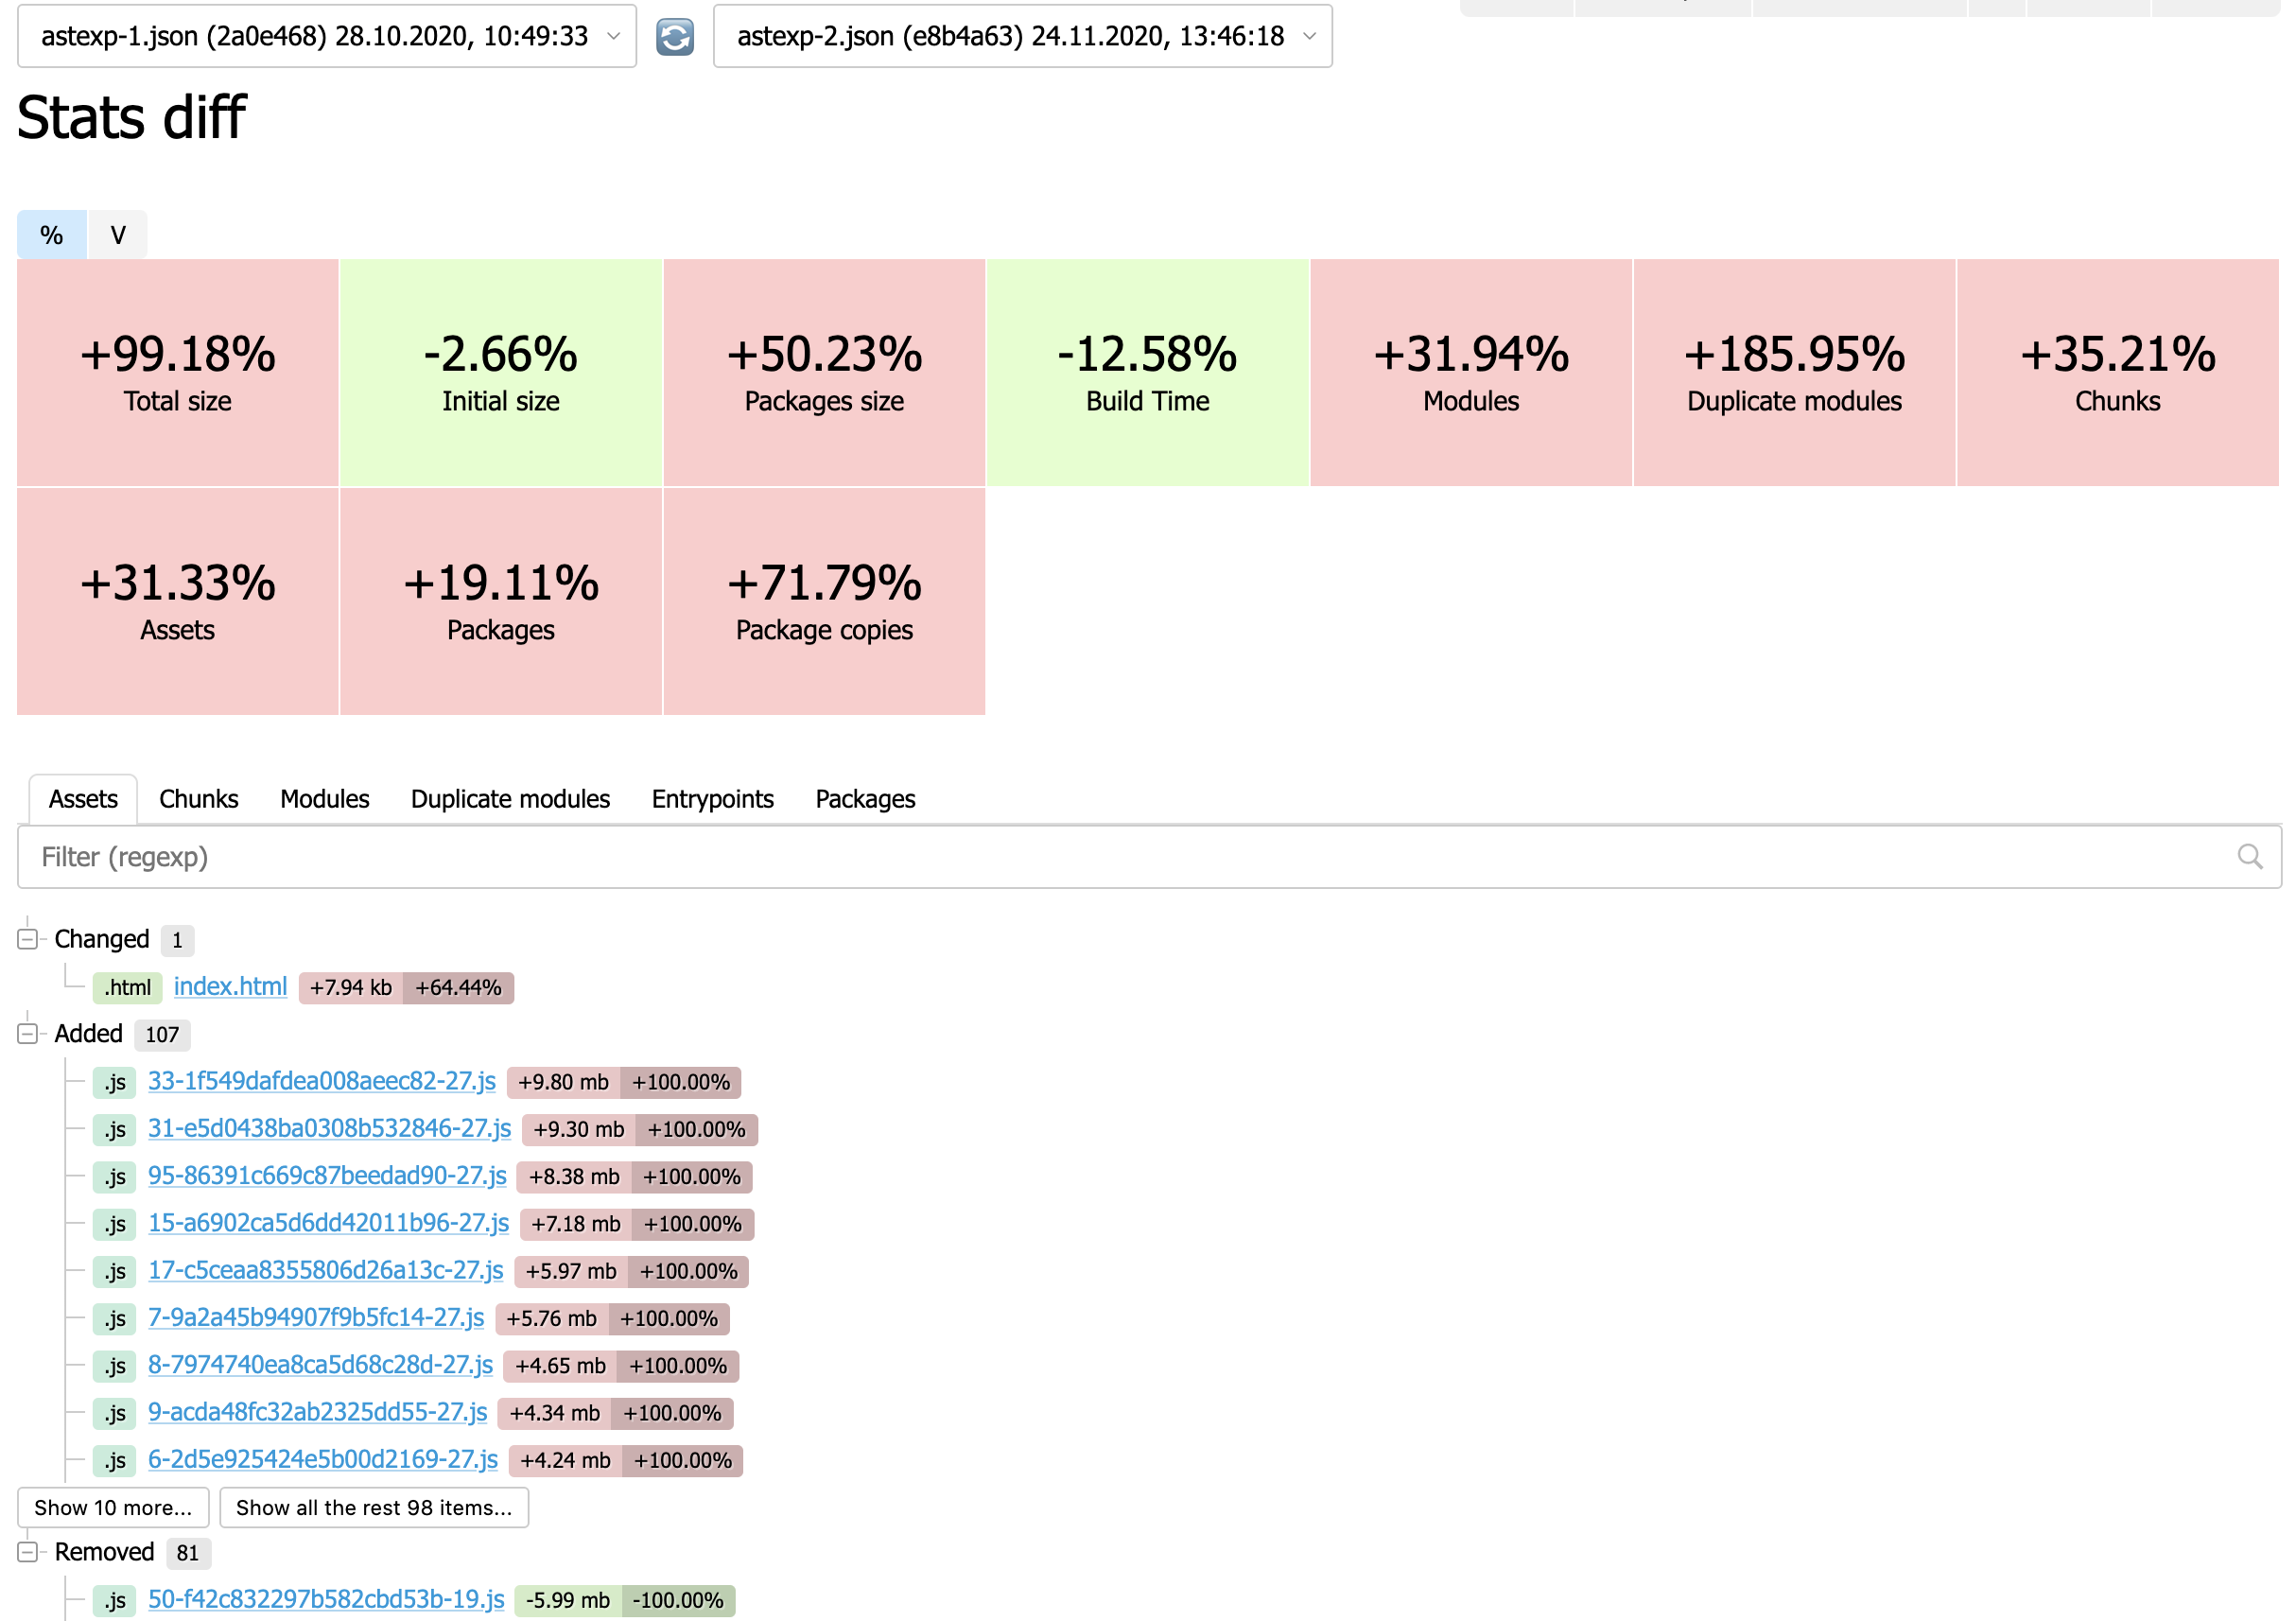 astexp-1.json (2a0e468) 28.10.2020, 10:49:33
astexp-2.json (e8b4a63) 24.11.2020, 13:46:18
Stats diff
% V
+99.18% -2.66% +50.23% -12.58% +31.94% +185.95% +35.21%
Total size Initial size Packages size Build Time Modules Duplicate modules Chunks
+31.33% +19.11% +71.79%
Assets Packages Package copies
Assets Chunks Modules Duplicate modules Entrypoints Packages
Filter (regexp)
Changed 1
.html index.html +7.94 kb +64.44%
Added 107
.js 33-1f549dafdea008aeec82-27.js +9.80 mb +100.00%
.js 31-e5d0438ba0308b532846-27.js +9.30 mb +100.00%
.js 95-86391c669c87beedad90-27.js +8.38 mb +100.00%
.js 15-a6902ca5d6dd42011b96-27.js +7.18 mb +100.00%
.js 17-c5ceaa8355806d26a13c-27.js +5.97 mb +100.00%
.js 7-9a2a45b94907f9b5fc14-27.js +5.76 mb +100.00%
.js 8-7974740ea8ca5d68c28d-27.js +4.65 mb +100.00%
.js 9-acda48fc32ab2325dd55-27.js +4.34 mb +100.00%
.js 6-2d5e925424e5b00d2169-27.js +4.24 mb +100.00%
Show 10 more... Show all the rest 98 items...
Removed 81
.js 50-f42c832297b582cbd53b-19.js -5.99 mb -100.00%